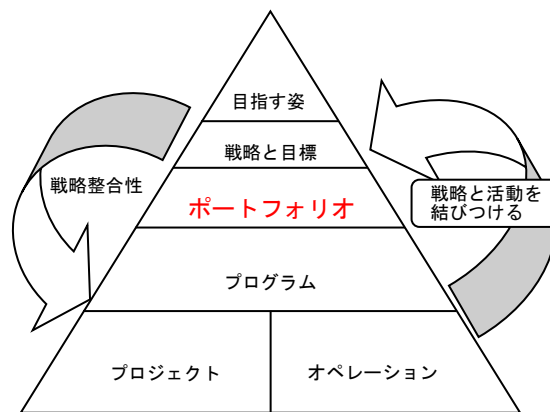 目指す姿
戦略と目標
戦略整合性
ポートフォリオ
戦略と活動を
結びつける
プログラム
プロジェクト
オペレーション